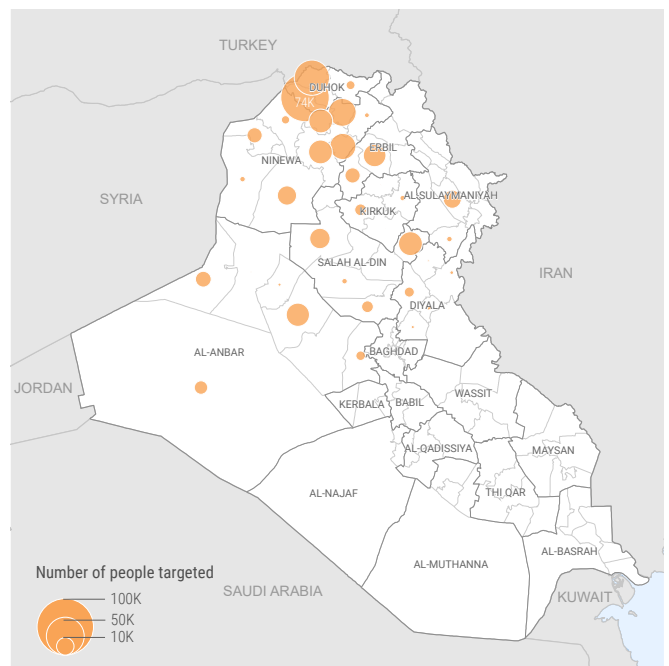 TURKEY
DUHOK
74K
ERBIL
NINEWA
AL-SULAYMANIYAH
SYRIA
KIRKUK
SALAH AL-DIN
IRAN
DIYALA
AL-ANBAR
BAGHDAD
JORDAN
WASSIT
KERBALA
BABIL
AL-QADISSIYA
MAYSAN
AL-NAJAF
THI QAR
AL-BASRAH
AL-MUTHANNA
Number of people targeted
SAUDI ARABIA
KUWAIT
100K
50K
10K